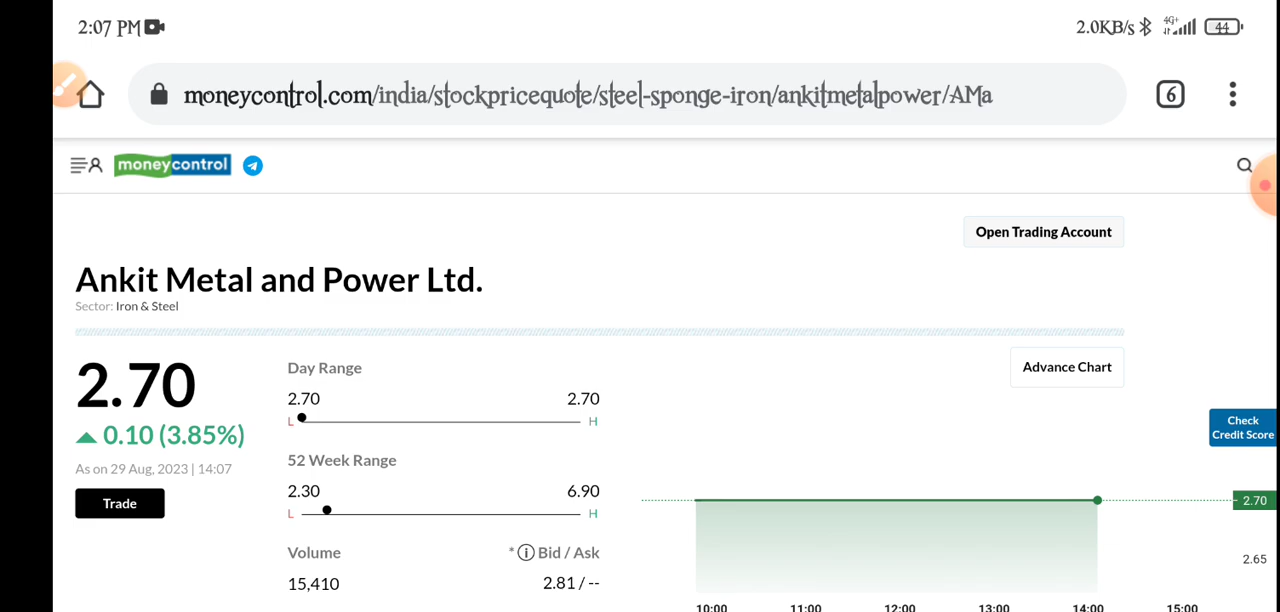 2:07 PM
2.0KB/s 4G+ 44
moneycontrol.com/india/stockpricequote/steel-sponge-iron/ankitmetalpower/AMa
6
moneycontrol
Open Trading Account
Ankit Metal and Power Ltd.
Sector: Iron & Steel
2.70
0.10 (3.85%)
As on 29 Aug, 2023 | 14:07
Trade
Day Range
2.70 2.70
L H
52 Week Range
2.30 6.90
L H
Volume * i Bid / Ask
15,410 2.81 / --
Advance Chart
Check
Credit Score
2.70
2.65
10:00 11:00 12:00 13:00 14:00 15:00